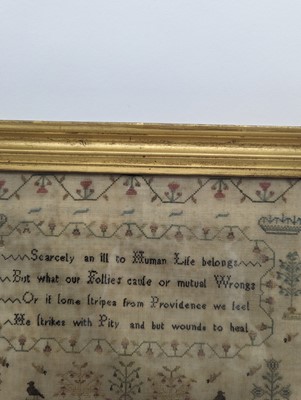 Scarcely an ill to Human Life belongs
But what our Follies cauſe or mutual Wrongs
Or if ſome ſtripes from Providence we feel
He ſtrikes with Pity and but wounds to heal